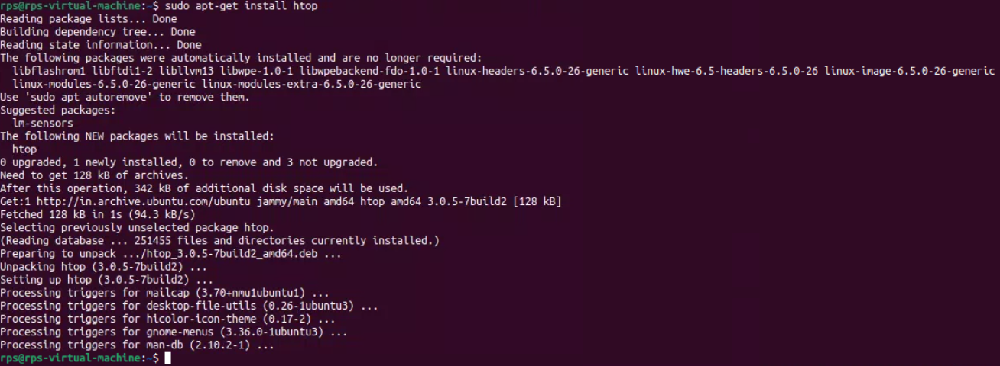 rps@rps-virtual-machine:~$ sudo apt-get install htop
Reading package lists... Done
Building dependency tree... Done
Reading state information... Done
The following packages were automatically installed and are no longer required:
  libflashrom1 libftdi1-2 libllvm13 libwpe-1.0-1 libwpebackend-fdo-1.0-1 linux-headers-6.5.0-26-generic linux-hwe-6.5-headers-6.5.0-26 linux-image-6.5.0-26-generic
  linux-modules-6.5.0-26-generic linux-modules-extra-6.5.0-26-generic
Use 'sudo apt autoremove' to remove them.
Suggested packages:
  lm-sensors
The following NEW packages will be installed:
  htop
0 upgraded, 1 newly installed, 0 to remove and 3 not upgraded.
Need to get 128 kB of archives.
After this operation, 342 kB of additional disk space will be used.
Get:1 http://in.archive.ubuntu.com/ubuntu jammy/main amd64 htop amd64 3.0.5-7build2 [128 kB]
Fetched 128 kB in 1s (94.3 kB/s)
Selecting previously unselected package htop.
(Reading database ... 251455 files and directories currently installed.)
Preparing to unpack .../htop_3.0.5-7build2_amd64.deb ...
Unpacking htop (3.0.5-7build2) ...
Setting up htop (3.0.5-7build2) ...
Processing triggers for mailcap (3.70+nmu1ubuntu1) ...
Processing triggers for desktop-file-utils (0.26-1ubuntu3) ...
Processing triggers for hicolor-icon-theme (0.17-2) ...
Processing triggers for gnome-menus (3.36.0-1ubuntu3) ...
Processing triggers for man-db (2.10.2-1) ...
rps@rps-virtual-machine:~$